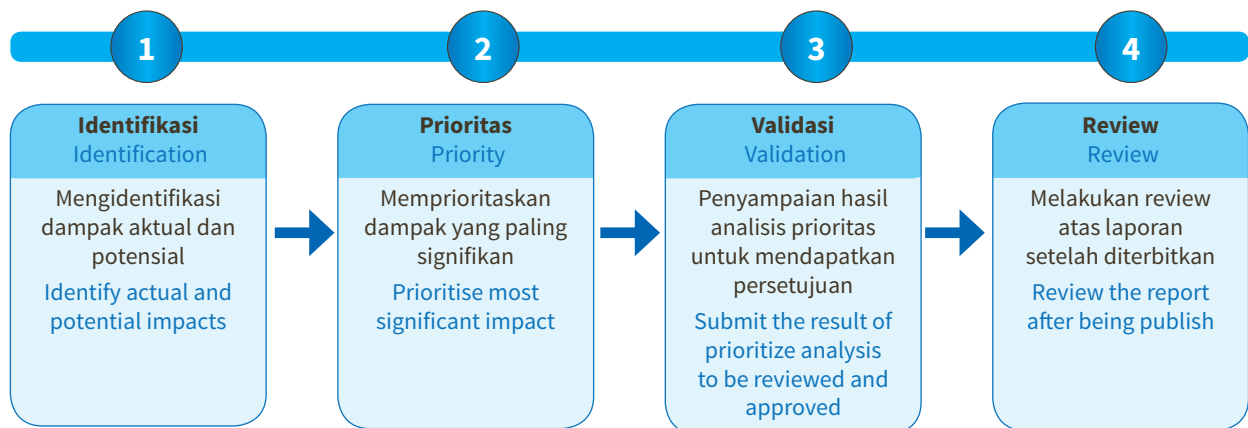 1
2
3
4
Identifikasi
Identification
Mengidentifikasi
dampak aktual dan
potensial
Identify actual and
potential impacts
Prioritas
Priority
Memprioritaskan
dampak yang paling
signifikan
Prioritise most
significant impact
Validasi
Validation
Penyampaian hasil
analisis prioritas
untuk mendapatkan
persetujuan
Submit the result of
prioritize analysis
to be reviewed and
approved
Review
Review
Melakukan review
atas laporan
setelah diterbitkan
Review the report
after being publish